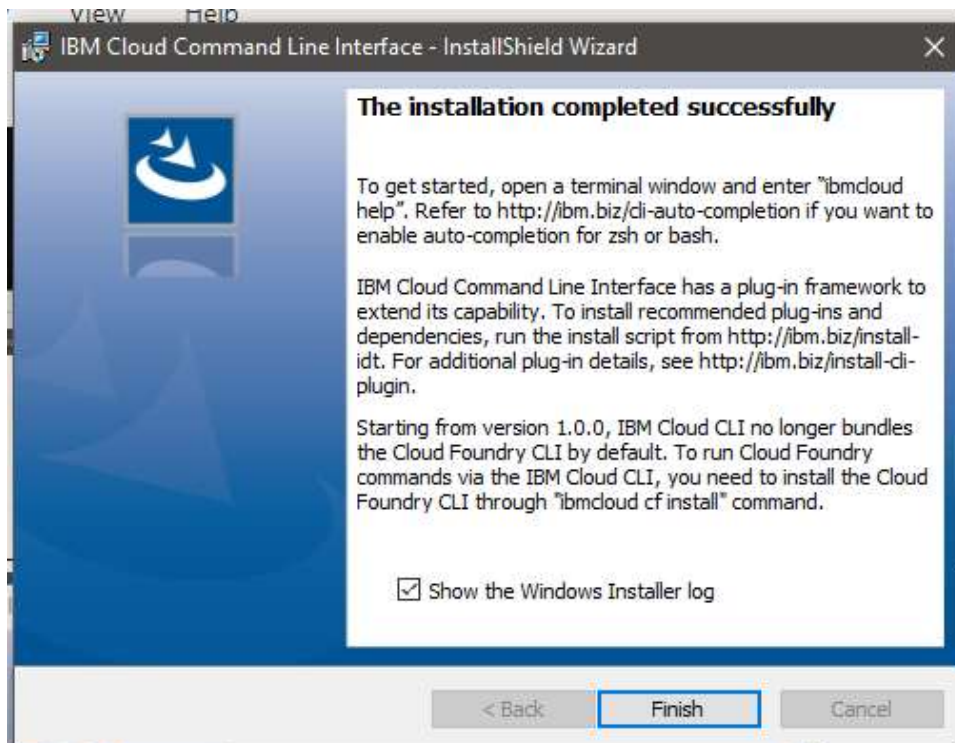 View Help
IBM Cloud Command Line Interface - InstallShield Wizard
The installation completed successfully
To get started, open a terminal window and enter "ibmcloud
help". Refer to http://ibm.biz/cli-auto-completion if you want to
enable auto-completion for zsh or bash.
IBM Cloud Command Line Interface has a plug-in framework to
extend its capability. To install recommended plug-ins and
dependencies, run the install script from http://ibm.biz/install-
idt. For additional plug-in details, see http://ibm.biz/install-cli-
plugin.
Starting from version 1.0.0, IBM Cloud CLI no longer bundles
the Cloud Foundry CLI by default. To run Cloud Foundry
commands via the IBM Cloud CLI, you need to install the Cloud
Foundry CLI through "ibmcloud cf install" command.
Show the Windows Installer log
< Back Finish Cancel